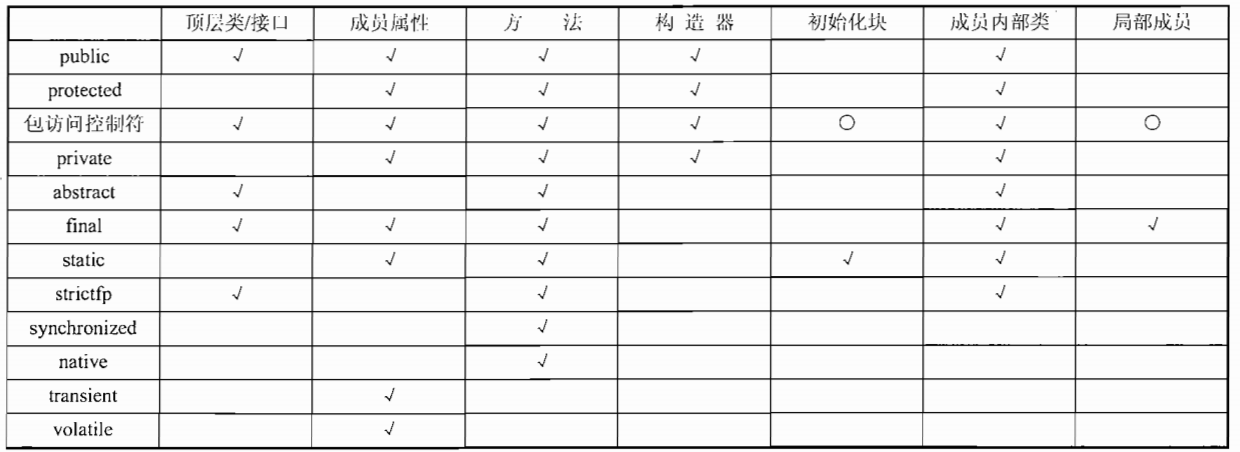 顶层类/接口 成员属性 方 法 构 造 器 初始化块 成员内部类 局部成员
public √ √ √ √ √
protected √ √ √ √
包访问控制符 √ √ √ √ ○ √ ○
private √ √ √ √
abstract √ √ √
final √ √ √ √ √
static √ √ √ √
strictfp √ √ √
synchronized √
native √
transient √
volatile √